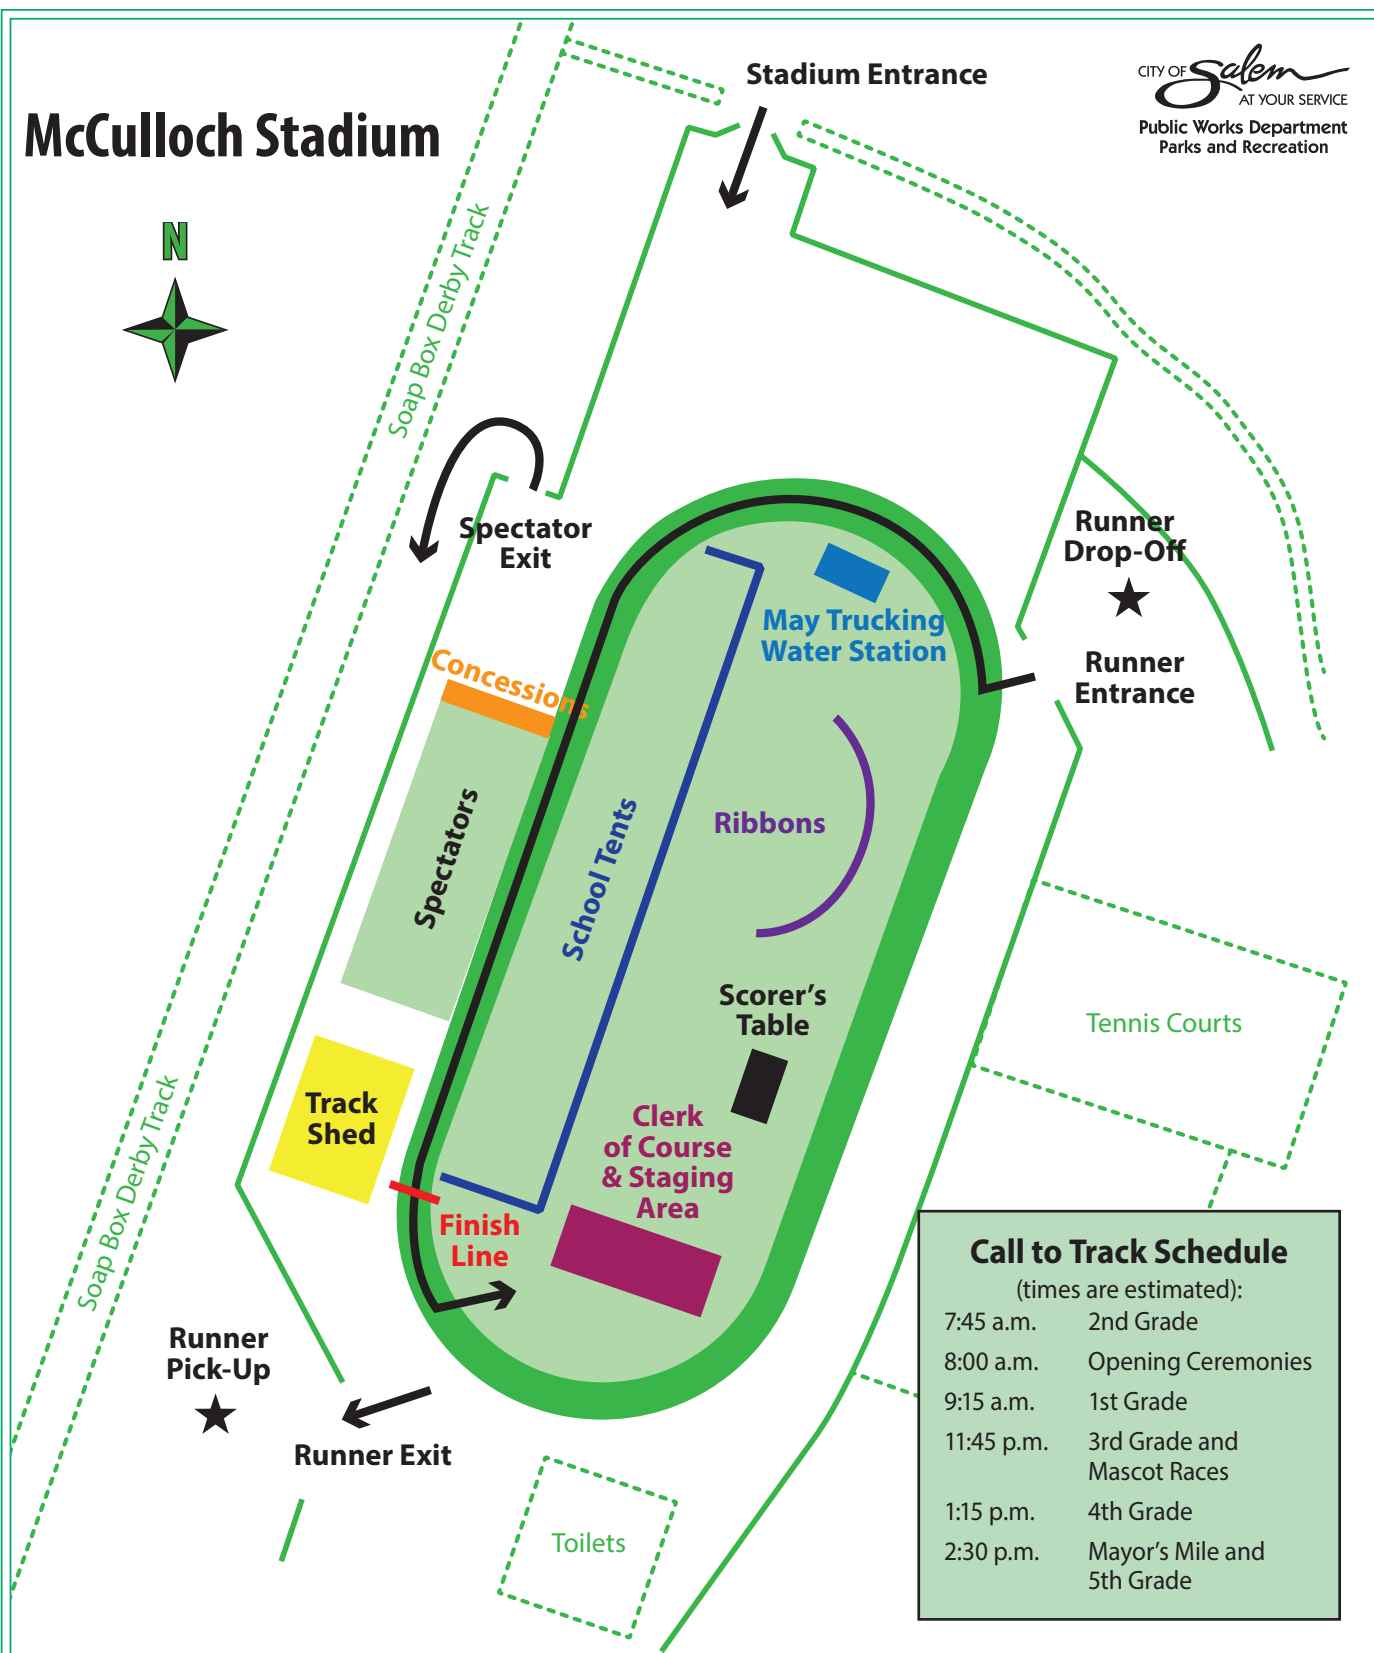 Stadium Entrance
CITY OF Salem
AT YOUR SERVICE
Public Works Department
Parks and Recreation
McCulloch Stadium
N
Soap Box Derby Track
Spectator
Exit
Runner
Drop-Off
May Trucking
Water Station
Runner
Entrance
Concessions
Spectators
School Tents
Ribbons
Scorer's
Table
Tennis Courts
Track
Shed
Clerk
of Course
& Staging
Area
Soap Box Derby Track
Finish
Line
Runner
Pick-Up
Runner Exit
Toilets
Call to Track Schedule
(times are estimated):
7:45 a.m. 2nd Grade
8:00 a.m. Opening Ceremonies
9:15 a.m. 1st Grade
11:45 p.m. 3rd Grade and
Mascot Races
1:15 p.m. 4th Grade
2:30 p.m. Mayor's Mile and
5th Grade